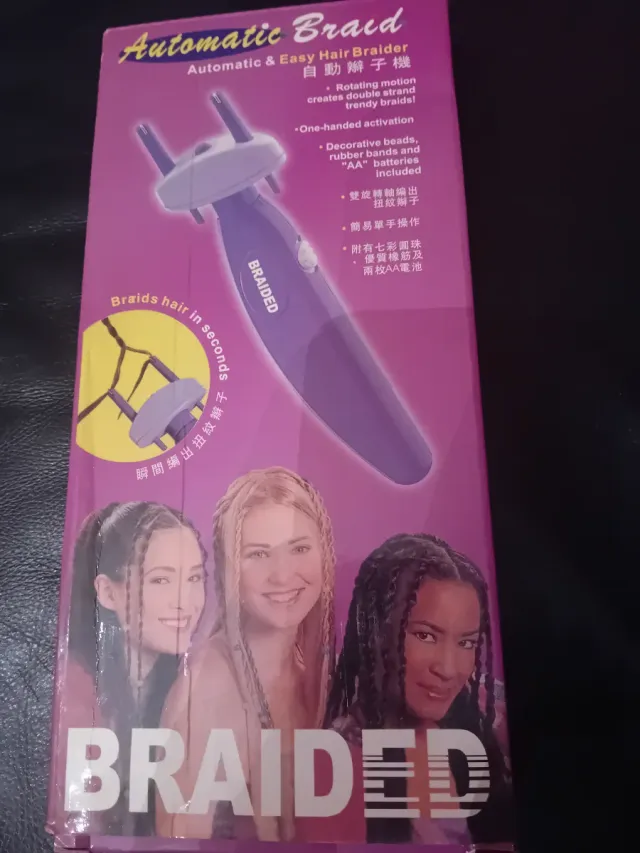 Automatic Braid
Automatic & Easy Hair Braider
自動辮子機
• Rotating motion
creates double strand
trendy braids!
•One-handed activation
• Decorative beads,
rubber bands and
"AA" batteries
included
• 雙旋轉軸編出
扭紋辮子
• 簡易單手操作
• 附有七彩圓珠
優質橡筋及
兩枚AA電池
BRAIDED
Braids hair in seconds
瞬間編出扭紋辮子
BRAIDED